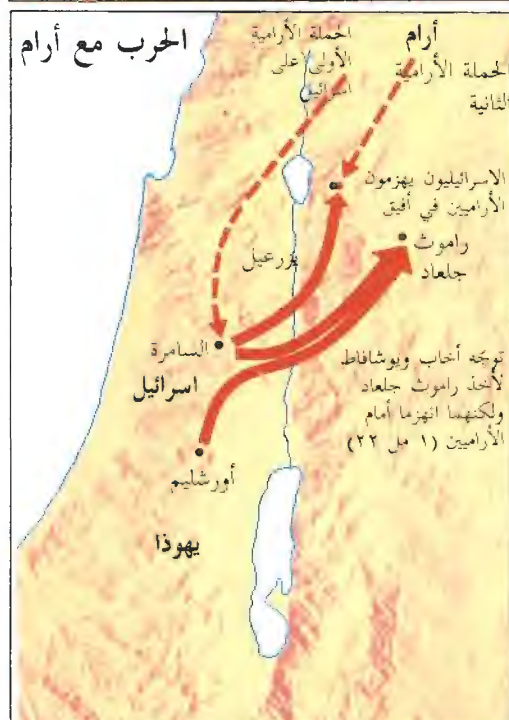 الحرب مع أرام
الحملة الأرامية
الأولى على
اسرائيل
أرام
الحملة الأرامية
الثانية
الاسرائيليون يهزمون
الأراميين في أفيق
راموث
جلعاد
يزرعيل
السامرة
اسرائيل
توجّه أخاب ويوشافاط
لأخذ راموث جلعاد
ولكنهما انهزما أمام
الأراميين (١ مل ٢٢)
أورشليم
يهوذا